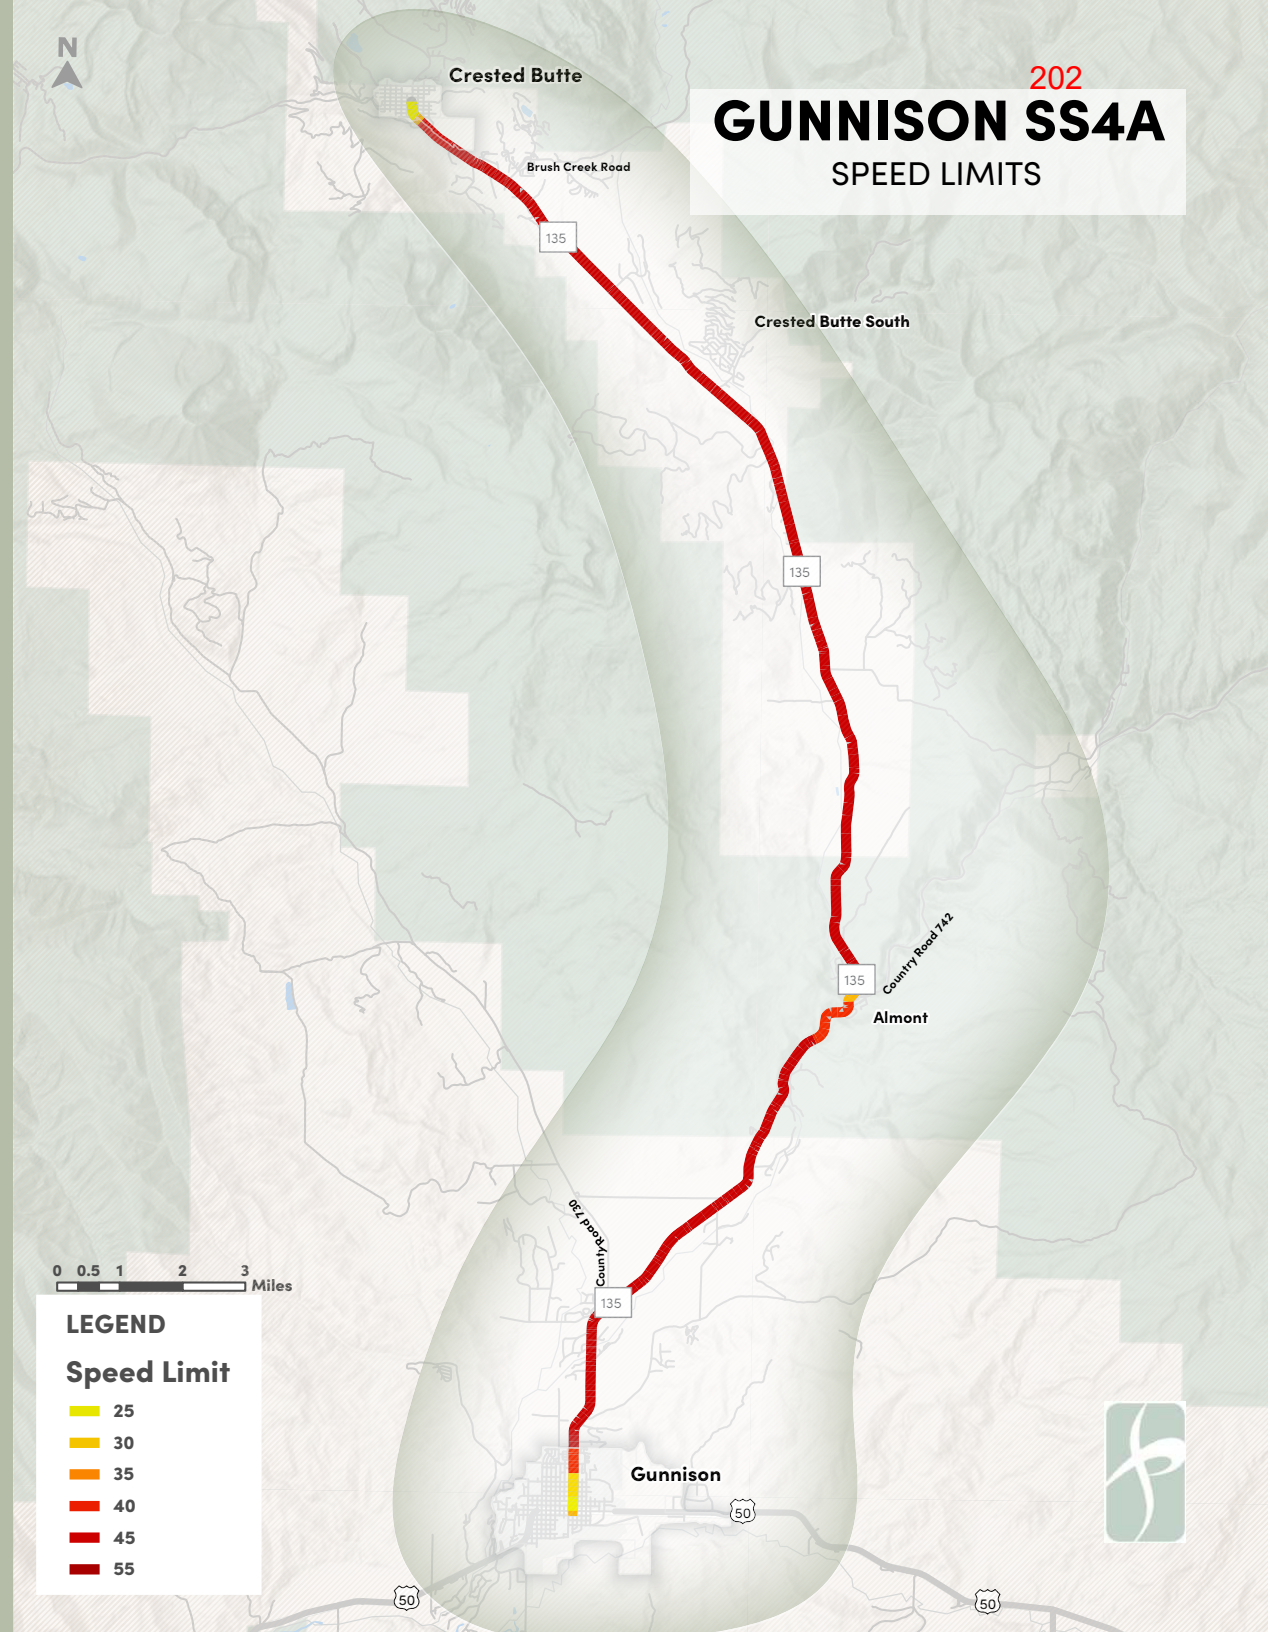 N
Crested Butte
202
GUNNISON SS4A
SPEED LIMITS
Brush Creek Road
135
Crested Butte South
135
Country Road 742
135
Almont
County Road 730
0 0.5 1 2 3
Miles
135
LEGEND
Speed Limit
25
30
35
40
45
55
Gunnison
50
50
50